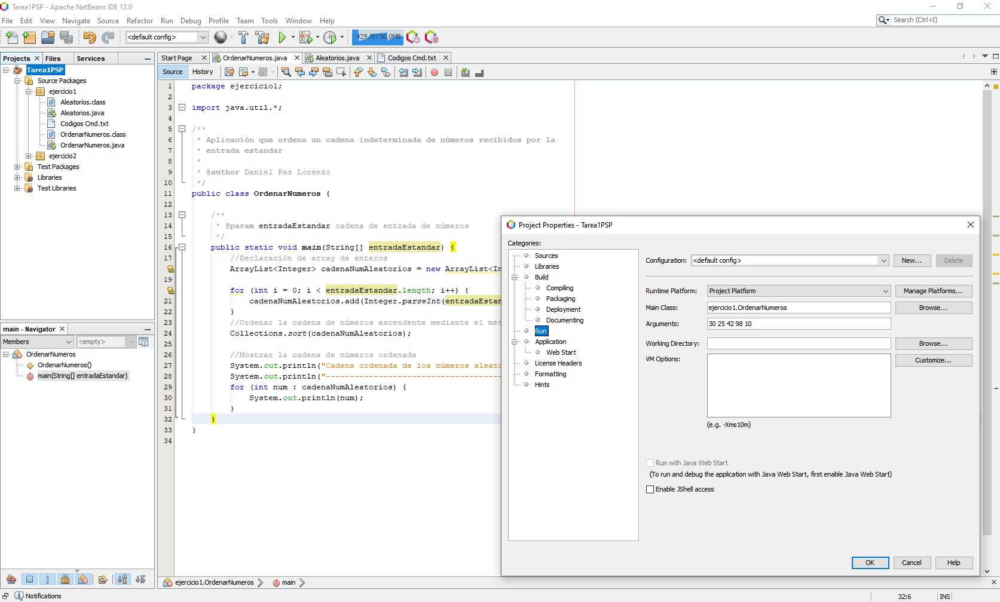 Tarea1PSP - Apache NetBeans IDE 12.0
File Edit View Navigate Source Refactor Run Debug Profile Team Tools Window Help
Search (Ctrl+I)
<default config>
429,0/736,0MB
Projects Files Services
Tarea1PSP
Source Packages
ejercicio1
Aleatorios.class
Aleatorios.java
Codigos Cmd.txt
OrdenarNumeros.class
OrdenarNumeros.java
ejercicio2
Test Packages
Libraries
Test Libraries
main - Navigator
Members
<empty>
OrdenarNumeros
OrdenarNumeros()
main(String[] entradaEstandar)
Start Page OrdenarNumeros.java Aleatorios.java Codigos Cmd.txt
Source History
1 package ejercicio1;
2
3 import java.util.*;
4
5 /**
6 * Aplicación que ordena un cadena indeterminada de números recibidos por la
7 * entrada estandar
8 *
9 * @author Daniel Paz Lorenzo
10 */
11 public class OrdenarNumeros {
12
13 /**
14 * @param entradaEstandar cadena de entrada de números
15 */
16 public static void main(String[] entradaEstandar) {
17 //Declaración de array de enteros
ArrayList<Integer> cadenaNumAleatorios = new ArrayList<In
19
for (int i = 0; i < entradaEstandar.length; i++) {
21 cadenaNumAleatorios.add(Integer.parseInt(entradaEstan
22 }
23 //Ordenar la cadena de números ascendente mediante el mét
24 Collections.sort(cadenaNumAleatorios);
25
26 //Mostrar la cadena de números ordenada
27 System.out.println("Cadena ordenada de los números aleato
28 System.out.println("-------------------------------------
29 for (int num : cadenaNumAleatorios) {
30 System.out.println(num);
31 }
32 }
33 }
34
Project Properties - Tarea1PSP
Categories:
Sources
Libraries
Build
Compiling
Packaging
Deployment
Documenting
Run
Application
Web Start
License Headers
Formatting
Hints
Configuration: <default config> New... Delete
Runtime Platform: Project Platform Manage Platforms...
Main Class: ejercicio1.OrdenarNumeros Browse...
Arguments: 30 25 42 98 10
Working Directory: Browse...
VM Options: Customize...
(e.g. -Xms10m)
Run with Java Web Start
(To run and debug the application with Java Web Start, first enable Java Web Start)
Enable JShell access
OK Cancel Help
ejercicio1.OrdenarNumeros main
Notifications
32:6 INS